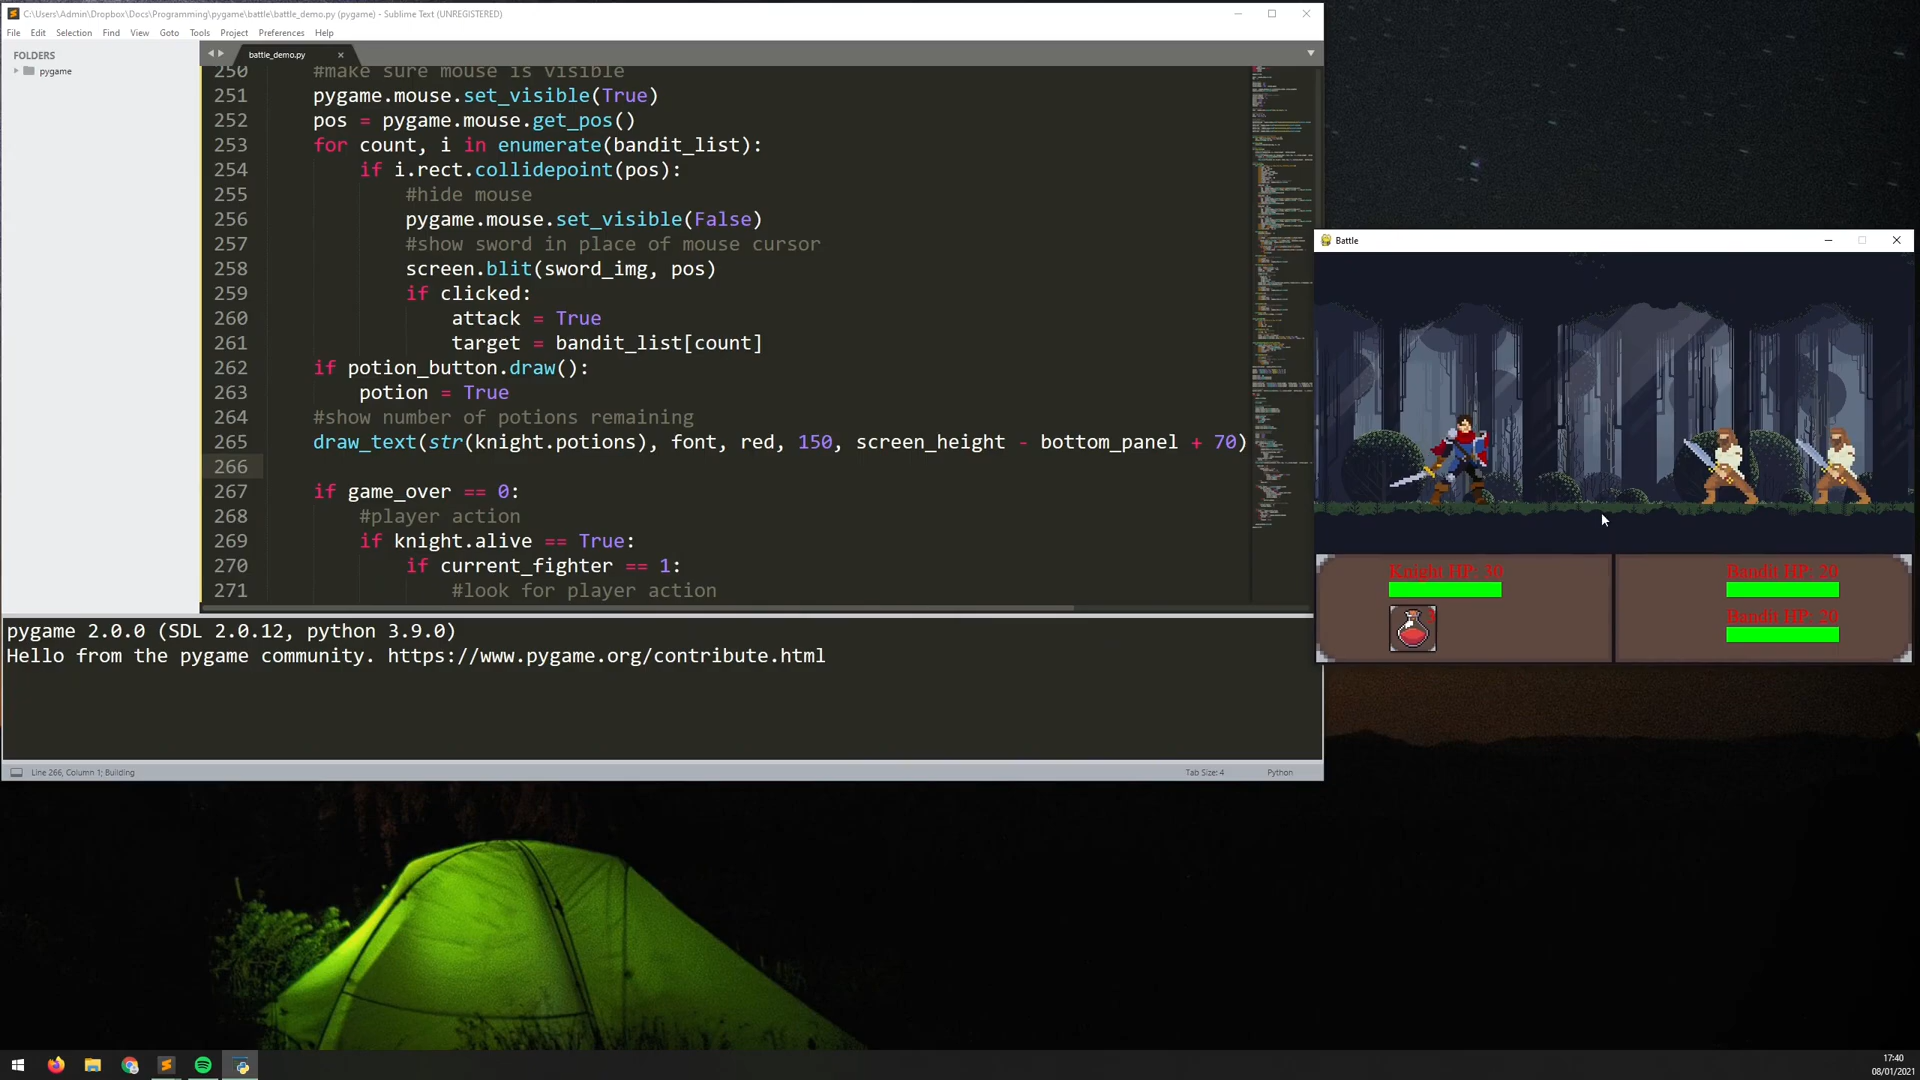 C:\Users\Admin\Dropbox\Docs\Programming\pygame\battle\battle_demo.py (pygame) - Sublime Text (UNREGISTERED)
File Edit Selection Find View Goto Tools Project Preferences Help
FOLDERS
pygame
battle_demo.py
250 #make sure mouse is visible
251 pygame.mouse.set_visible(True)
252 pos = pygame.mouse.get_pos()
253 for count, i in enumerate(bandit_list):
254 if i.rect.collidepoint(pos):
255 #hide mouse
256 pygame.mouse.set_visible(False)
257 #show sword in place of mouse cursor
258 screen.blit(sword_img, pos)
259 if clicked:
260 attack = True
261 target = bandit_list[count]
262 if potion_button.draw():
263 potion = True
264 #show number of potions remaining
265 draw_text(str(knight.potions), font, red, 150, screen_height - bottom_panel + 70)
266
267 if game_over == 0:
268 #player action
269 if knight.alive == True:
270 if current_fighter == 1:
271 #look for player action
pygame 2.0.0 (SDL 2.0.12, python 3.9.0)
Hello from the pygame community. https://www.pygame.org/contribute.html
Line 266, Column 1; Building
Tab Size: 4
Python
Battle
Knight HP: 30
Bandit HP: 20
Bandit HP: 20
17:40
08/01/2021